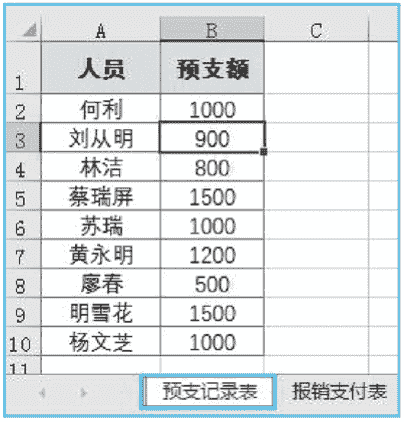 A B C
1 人员 预支额
2 何利 1000
3 刘从明 900
4 林洁 800
5 蔡瑞屏 1500
6 苏瑞 1000
7 黄永明 1200
8 廖春 500
9 明雪花 1500
10 杨文芝 1000
11
预支记录表 报销支付表